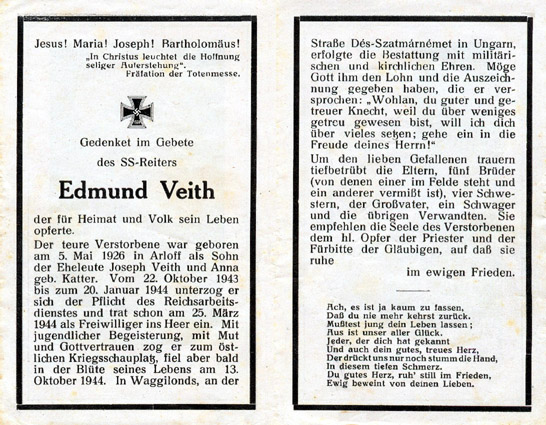 Jesus! Maria! Joseph! Bartholomäus!
„In Christus leuchtet die Hoffnung
seliger Auferstehung".
Präfation der Totenmesse.
Gedenket im Gebete
des SS-Reiters
Edmund Veith
der für Heimat und Volk sein Leben
opferte.
Der teure Verstorbene war geboren
am 5. Mai 1926 in Arloff als Sohn
der Eheleute Joseph Veith und Anna
geb. Katter. Vom 22. Oktober 1943
bis zum 20. Januar 1944 unterzog er
sich der Pflicht des Reichsarbeits-
dienstes und trat schon am 25. März
1944 als Freiwilliger ins Heer ein. Mit
jugendlicher Begeisterung, mit Mut
und Gottvertrauen zog er zum öst-
lichen Kriegsschauplatz, fiel aber bald
in der Blüte seines Lebens am 13.
Oktober 1944. In Waggilonds, an der
Straße Dés-Szatmárnémet in Ungarn,
erfolgte die Bestattung mit militäri-
schen und kirchlichen Ehren. Möge
Gott ihm den Lohn und die Auszeich-
nung gegeben haben, die er ver-
sprochen: „Wohlan, du guter und ge-
treuer Knecht, weil du über weniges
getreu gewesen bist, will ich dich
über vieles setzen; gehe ein in die
Freude deines Herrn!"
Um den lieben Gefallenen trauern
tiefbetrübt die Eltern, fünf Brüder
(von denen einer im Felde steht und
ein anderer vermißt ist), vier Schwe-
stern, der Großvater, ein Schwager
und die übrigen Verwandten. Sie
empfehlen die Seele des Verstorbenen
dem hl. Opfer der Priester und der
Fürbitte der Gläubigen, auf daß sie
ruhe
im ewigen Frieden.
Ach, es ist ja kaum zu fassen,
Daß du nie mehr kehrst zurück.
Mußtest jung dein Leben lassen;
Aus ist unser aller Glück.
Jeder, der dich hat gekannt
Und auch dein gutes, treues Herz,
Der drückt uns nur noch stumm die Hand,
In diesem tiefen Schmerz.
Du gutes Herz, ruh' still im Frieden,
Ewig beweint von deinen Lieben.